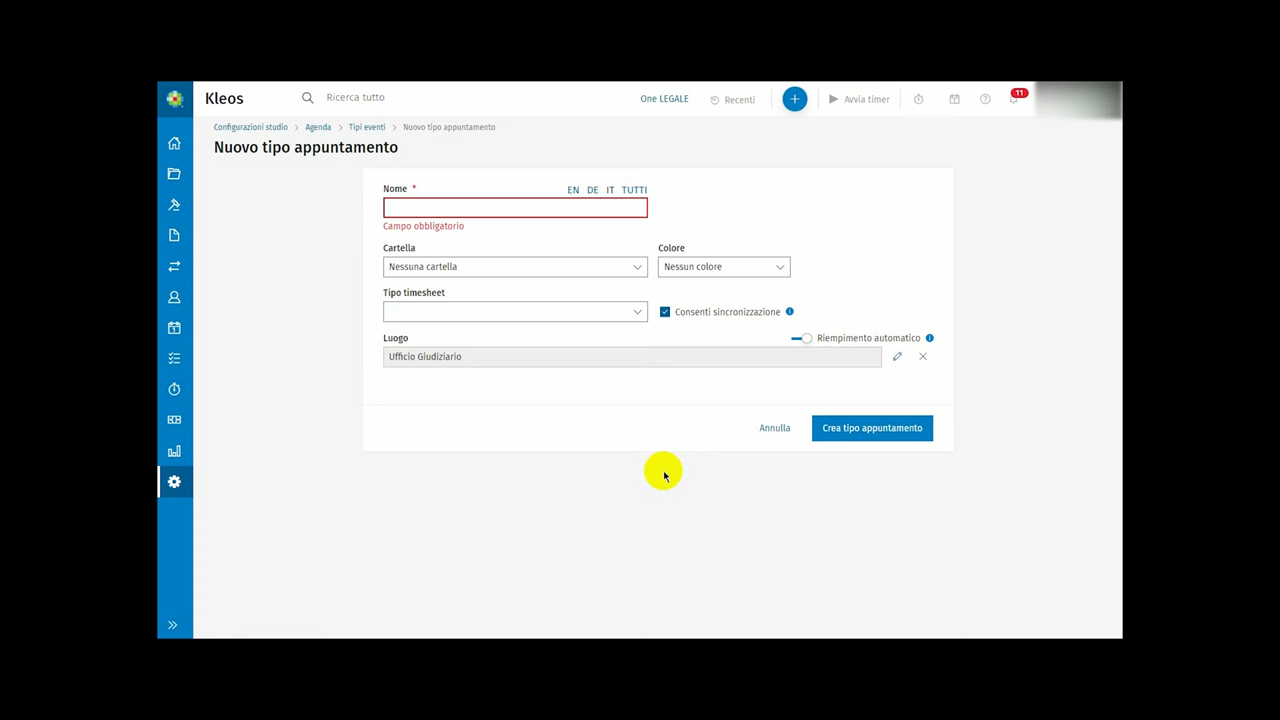 Kleos
Ricerca tutto
One LEGALE
Recenti
Avvia timer
11
Configurazioni studio > Agenda > Tipi eventi > Nuovo tipo appuntamento
Nuovo tipo appuntamento
Nome *
EN DE IT TUTTI
Campo obbligatorio
Cartella
Colore
Nessuna cartella
Nessun colore
Tipo timesheet
Consenti sincronizzazione
Luogo
Riempimento automatico
Ufficio Giudiziario
Annulla
Crea tipo appuntamento